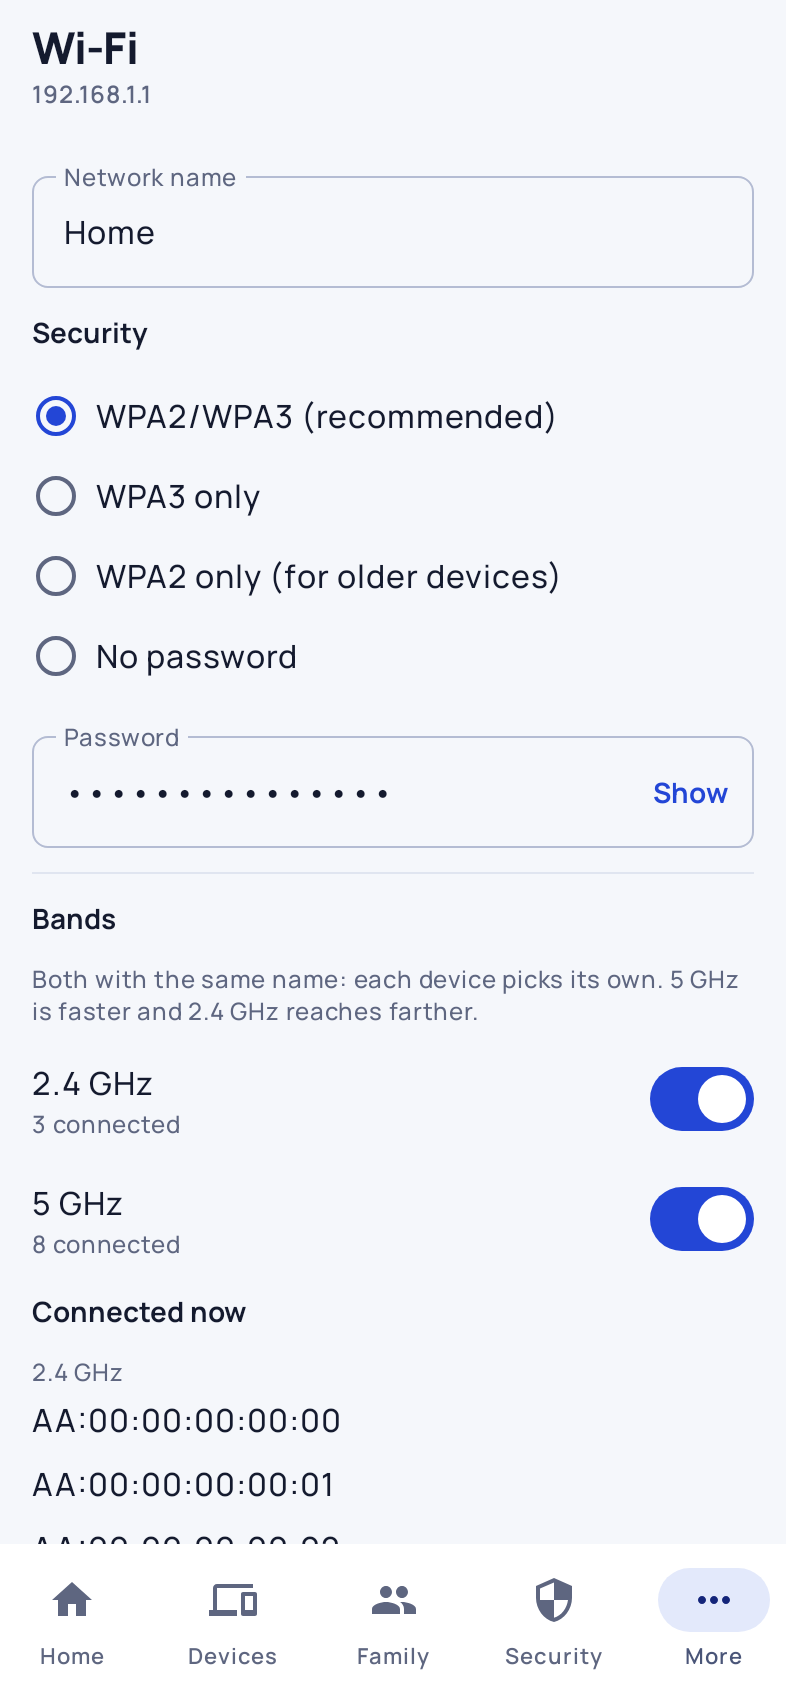 Wi-Fi
192.168.1.1
Network name
Home
Security
WPA2/WPA3 (recommended)
WPA3 only
WPA2 only (for older devices)
No password
Password
•••••••••••••••
Show
Bands
Both with the same name: each device picks its own. 5 GHz
is faster and 2.4 GHz reaches farther.
2.4 GHz
3 connected
5 GHz
8 connected
Connected now
2.4 GHz
AA:00:00:00:00:00
AA:00:00:00:00:01
Home
Devices
Family
Security
More